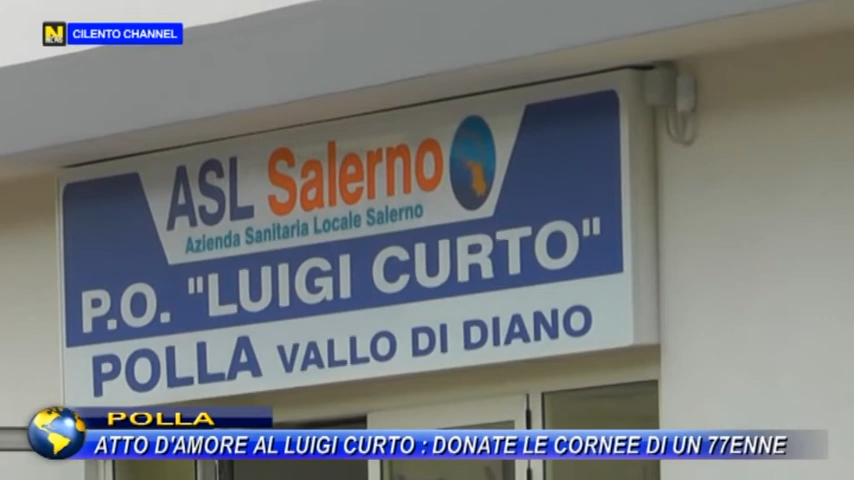 N
NEWS
CILENTO CHANNEL
ASL Salerno
Azienda Sanitaria Locale Salerno
P.O. "LUIGI CURTO"
POLLA VALLO DI DIANO
POLLA
ATTO D'AMORE AL LUIGI CURTO : DONATE LE CORNEE DI UN 77ENNE